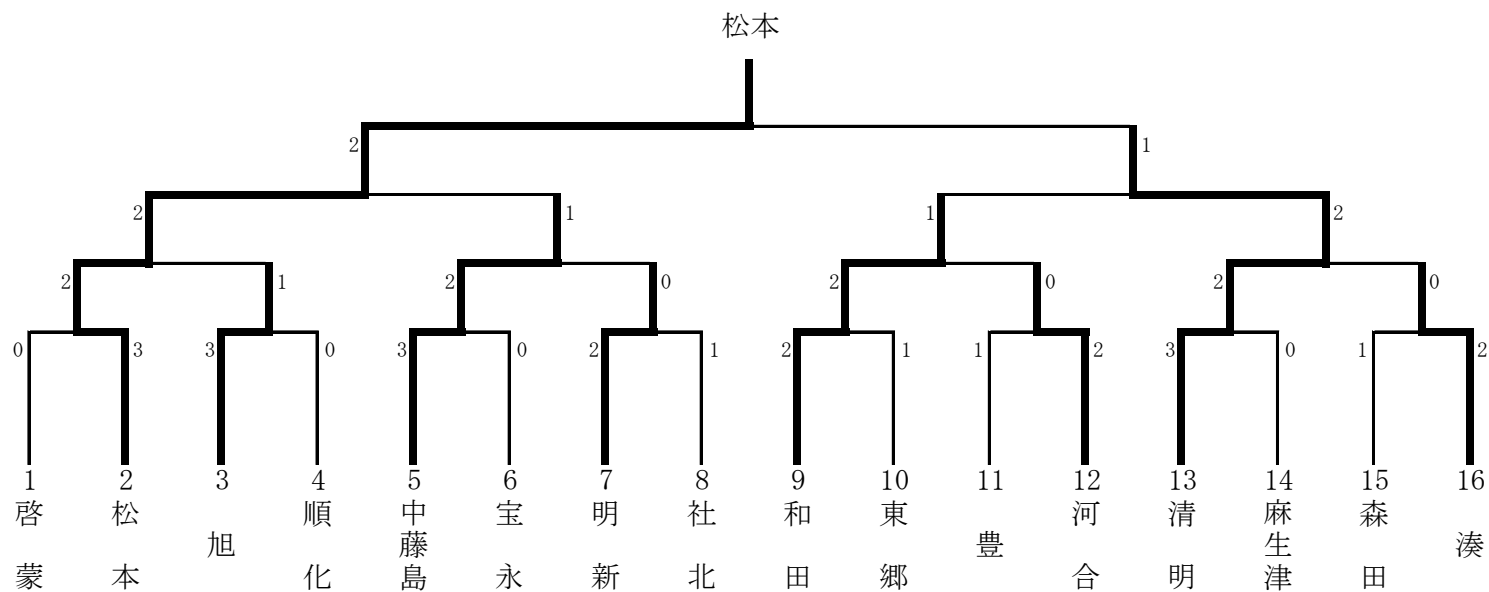 松本
2 1
2 1 1 2
2 1 2 0 2 0 2 0
0 3 3 0 3 0 2 1 2 1 1 2 3 0 1 2
1 2 3 4 5 6 7 8 9 10 11 12 13 14 15 16
啓蒙 松本 旭 順化 中藤島 宝永 明新 社北 和田 東郷 豊 河合 清明 麻生津 森田 湊